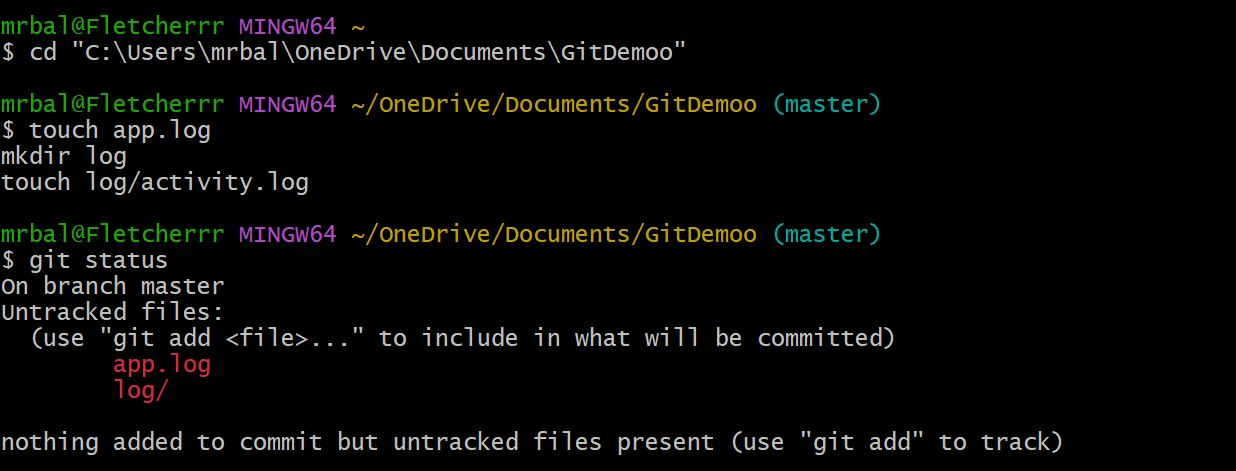 mrbal@Fletcherrr MINGW64 ~
$ cd "C:\Users\mrbal\OneDrive\Documents\GitDemoo"
mrbal@Fletcherrr MINGW64 ~/OneDrive/Documents/GitDemoo (master)
$ touch app.log
mkdir log
touch log/activity.log
mrbal@Fletcherrr MINGW64 ~/OneDrive/Documents/GitDemoo (master)
$ git status
On branch master
Untracked files:
  (use "git add <file>..." to include in what will be committed)
        app.log
        log/
nothing added to commit but untracked files present (use "git add" to track)